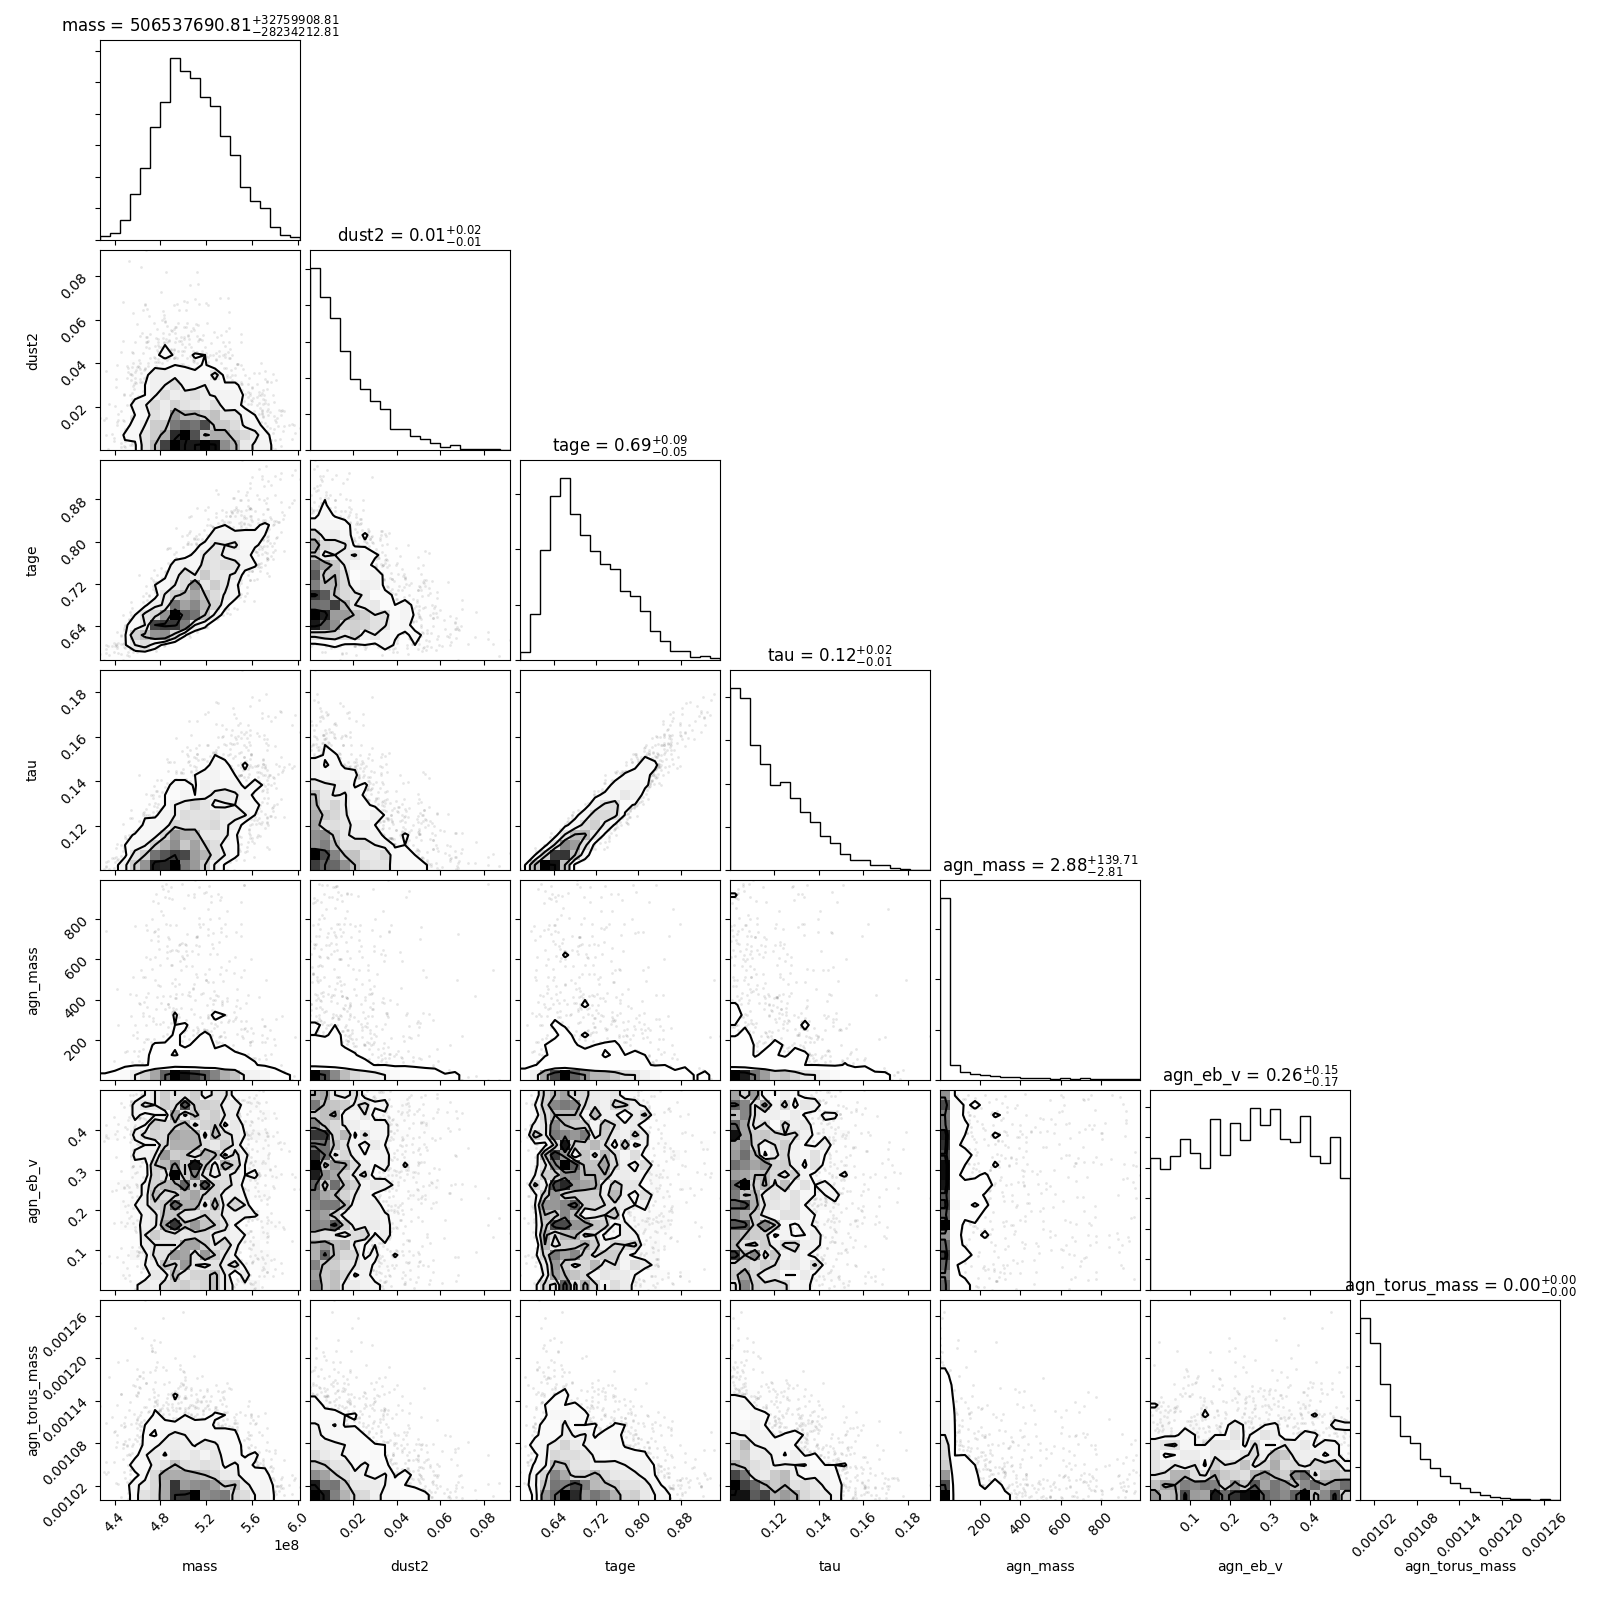 mass = 506537690.81+32759908.81 −28234212.81
dust2 = 0.01+0.02 −0.01
0.08
0.06
0.04
0.02
dust2
tage = 0.69+0.09 −0.05
0.88
0.80
0.72
0.64
tage
tau = 0.12+0.02 −0.01
0.18
0.16
0.14
0.12
tau
agn_mass = 2.88+139.71 −2.81
800
600
400
200
agn_mass
agn_eb_v = 0.26+0.15 −0.17
0.4
0.3
0.2
0.1
agn_eb_v
agn_torus_mass = 0.00+0.00 −0.00
0.00126
0.00120
0.00114
0.00108
0.00102
agn_torus_mass
4.4 4.8 5.2 5.6 6.0
1e8
mass
0.02 0.04 0.06 0.08
dust2
0.64 0.72 0.80 0.88
tage
0.12 0.14 0.16 0.18
tau
200 400 600 800
agn_mass
0.1 0.2 0.3 0.4
agn_eb_v
0.00102 0.00108 0.00114 0.00120 0.00126
agn_torus_mass